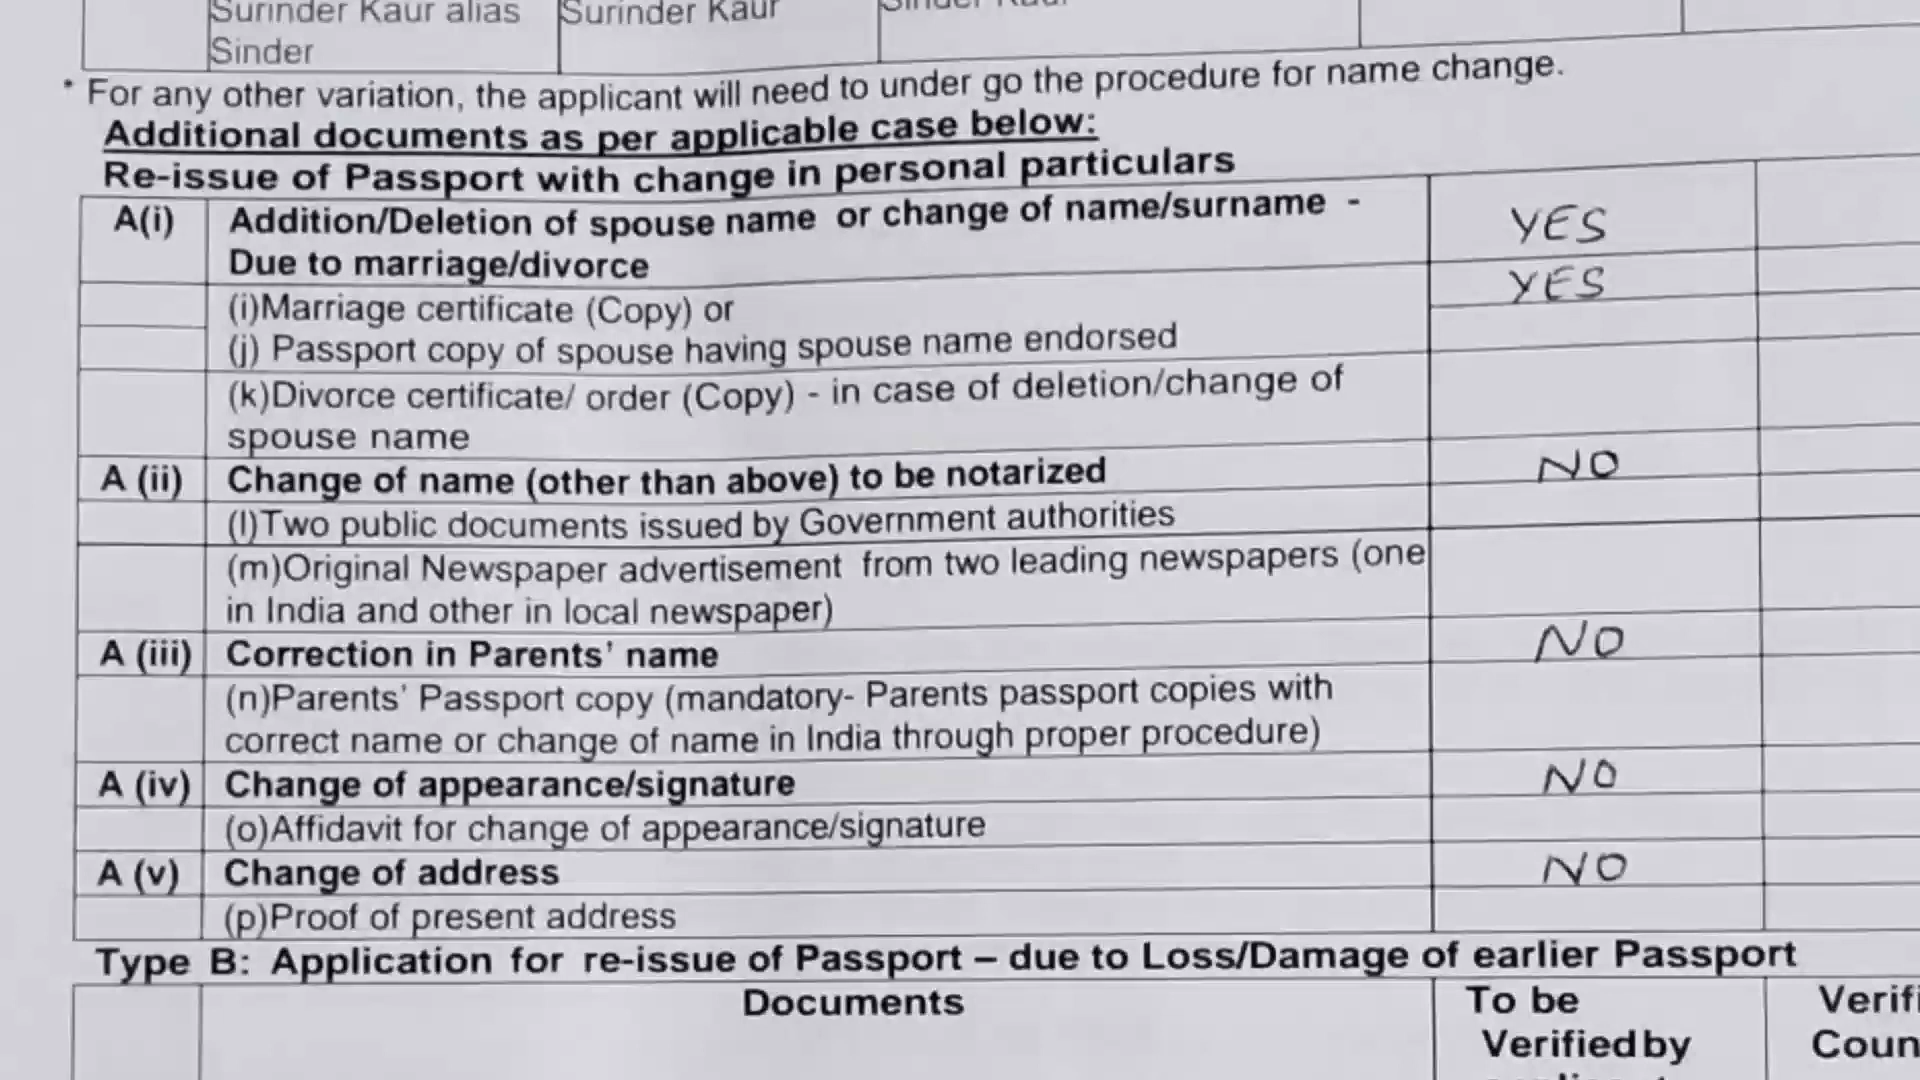 Surinder Kaur alias Surinder Kaur
Sinder
* For any other variation, the applicant will need to under go the procedure for name change.
Additional documents as per applicable case below:
Re-issue of Passport with change in personal particulars
A(i) Addition/Deletion of spouse name or change of name/surname - YES
Due to marriage/divorce
(i)Marriage certificate (Copy) or YES
(j) Passport copy of spouse having spouse name endorsed
(k)Divorce certificate/ order (Copy) - in case of deletion/change of
spouse name
A (ii) Change of name (other than above) to be notarized NO
(l)Two public documents issued by Government authorities
(m)Original Newspaper advertisement from two leading newspapers (one
in India and other in local newspaper)
A (iii) Correction in Parents' name NO
(n)Parents' Passport copy (mandatory- Parents passport copies with
correct name or change of name in India through proper procedure)
A (iv) Change of appearance/signature NO
(o)Affidavit for change of appearance/signature
A (v) Change of address NO
(p)Proof of present address
Type B: Application for re-issue of Passport – due to Loss/Damage of earlier Passport
Documents To be Verifi
Verified by Coun